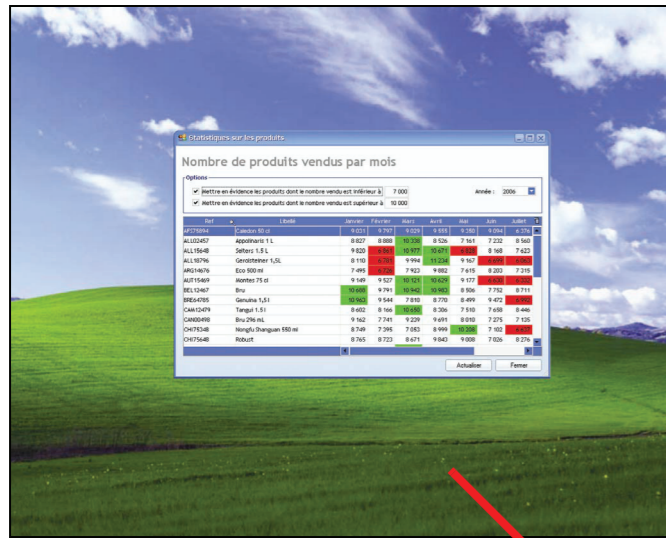 Statistiques sur les produits
Nombre de produits vendus par mois
Options
Mettre en évidence les produits dont le nombre vendu est inférieur à 7 000
Année : 2006
Mettre en évidence les produits dont le nombre vendu est supérieur à 10 000
Ref Libellé Janvier Février Mars Avril Mai Juin Juillet
AFS75894 Caledon 50 cl 9 031 9 797 9 029 9 555 9 280 9 094 6 376
ALL02457 Appolinaris 1 L 8 827 8 888 10 338 8 526 7 161 7 232 8 560
ALL15648 Selters 1.5 L 9 820 10 977 10 671 8 168 7 623
ALL18796 Gerolsteiner 1,5L 8 110 9 994 11 234 9 167
ARG14676 Eco 500 ml 7 495 6 726 7 923 9 882 7 615 8 203 7 315
AUT15469 Montes 75 cl 9 149 9 527 10 121 10 629 9 177
BEL12467 Bru 10 688 9 791 10 942 10 983 8 506 7 752 8 711
BRE64785 Genuina 1,5 l 10 963 9 544 7 810 8 770 8 499 9 472
CAM12479 Tangui 1.5 l 8 602 8 166 10 650 8 306 7 510 7 658 8 446
CAN00498 Bru 296 mL 9 162 7 741 9 239 9 691 8 010 7 275 7 125
CHI75348 Nongfu Shanguan 550 ml 8 749 7 395 7 053 8 999 10 208 7 102 6 637
CHI75648 Robust 8 765 8 723 8 671 9 843 9 008 7 026 8 276
Actualiser Fermer